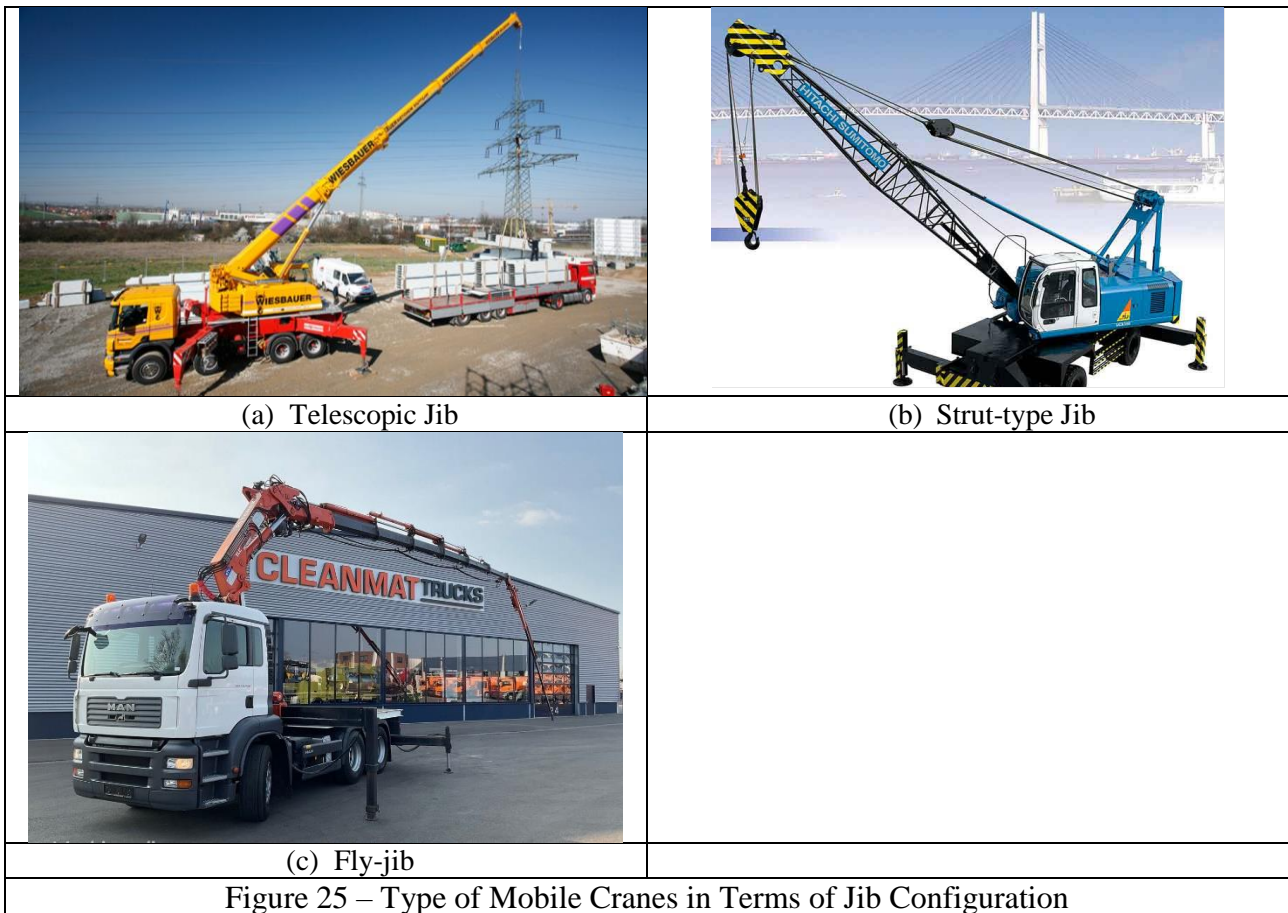 WIESBAUER
WIESBAUER
HITACHI SUMITOMO
(a) Telescopic Jib
(b) Strut-type Jib
CLEANMAT TRUCKS
MAN
(c) Fly-jib
Figure 25 – Type of Mobile Cranes in Terms of Jib Configuration